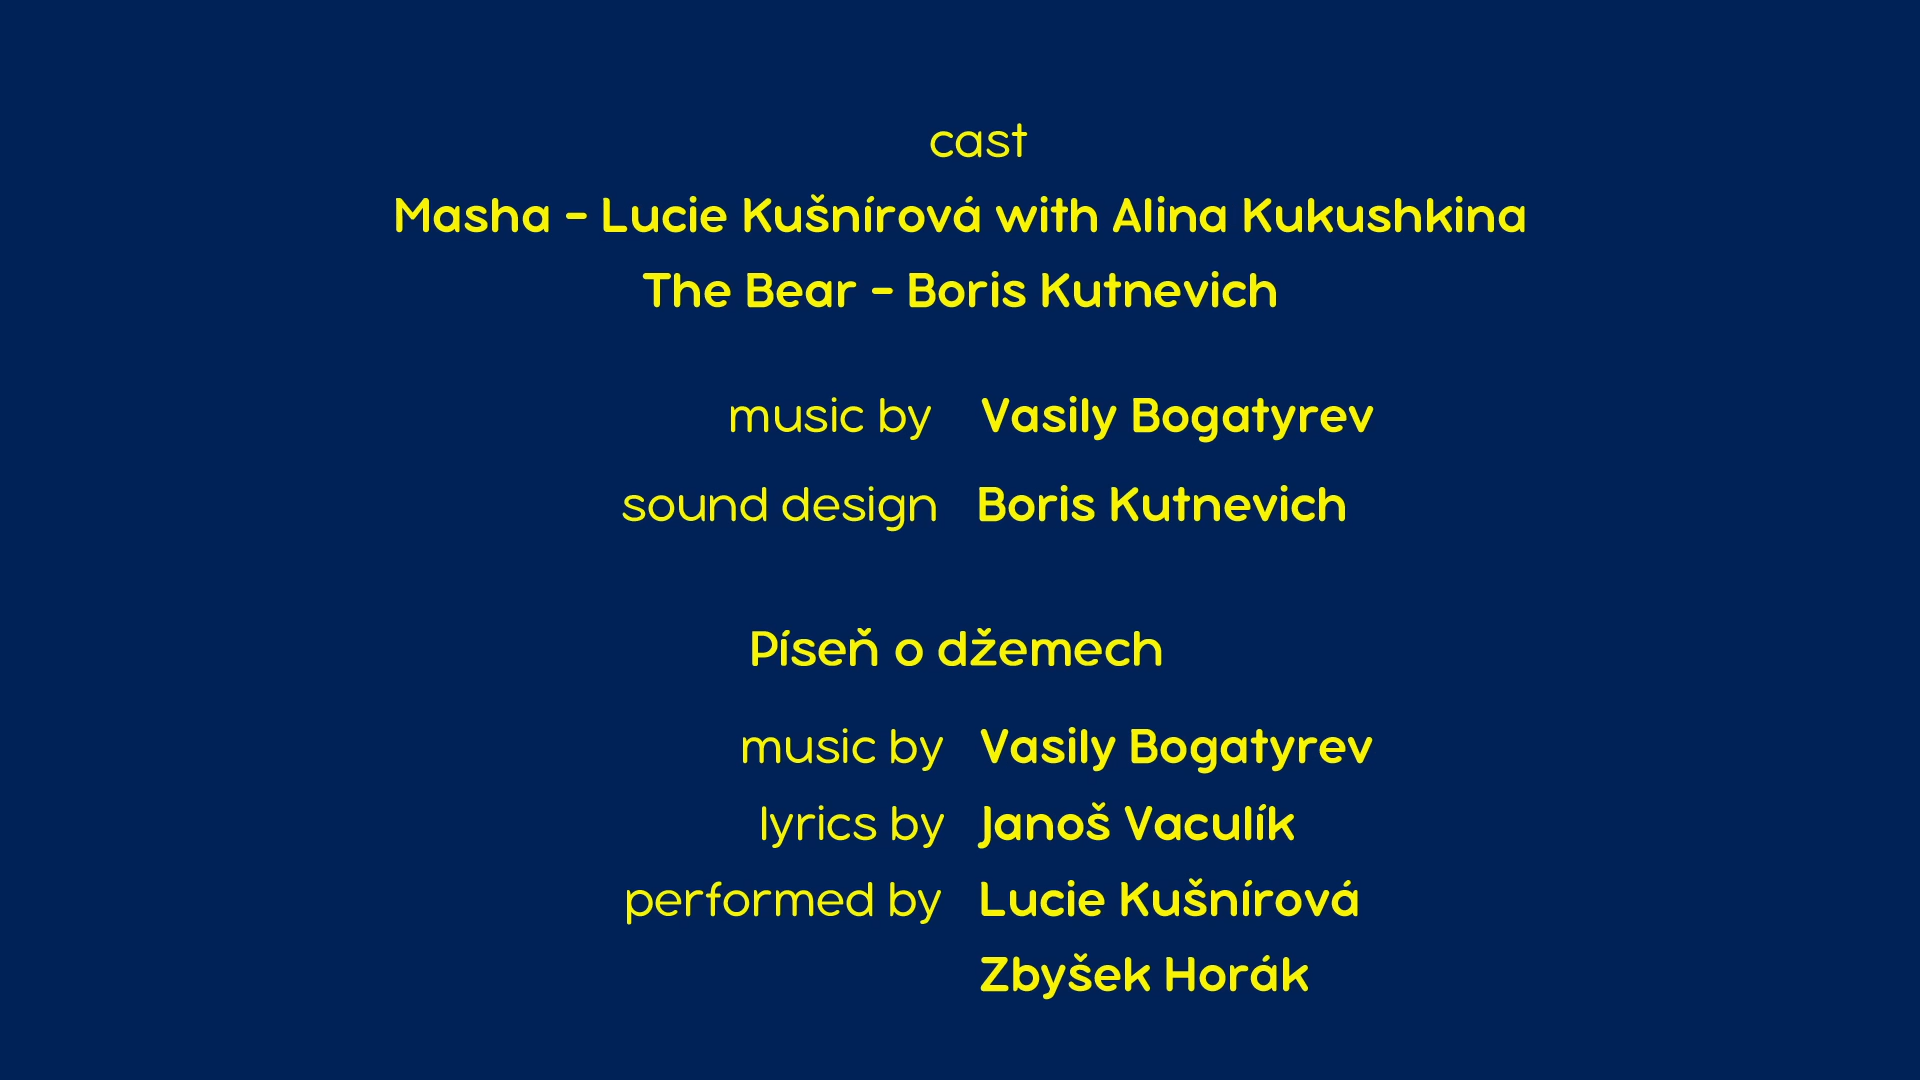 cast
Masha - Lucie Kušnírová with Alina Kukushkina
The Bear - Boris Kutnevich
music by Vasily Bogatyrev
sound design Boris Kutnevich
Píseň o džemech
music by Vasily Bogatyrev
lyrics by Janoš Vaculík
performed by Lucie Kušnírová
Zbyšek Horák